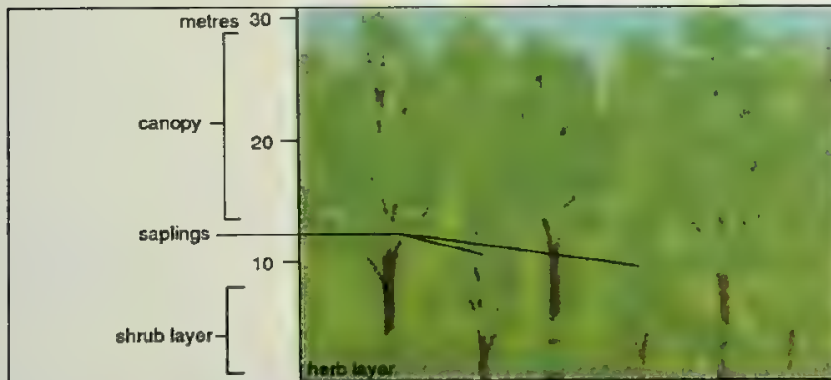 metres 30
canopy
20
saplings
10
shrub layer
herb layer